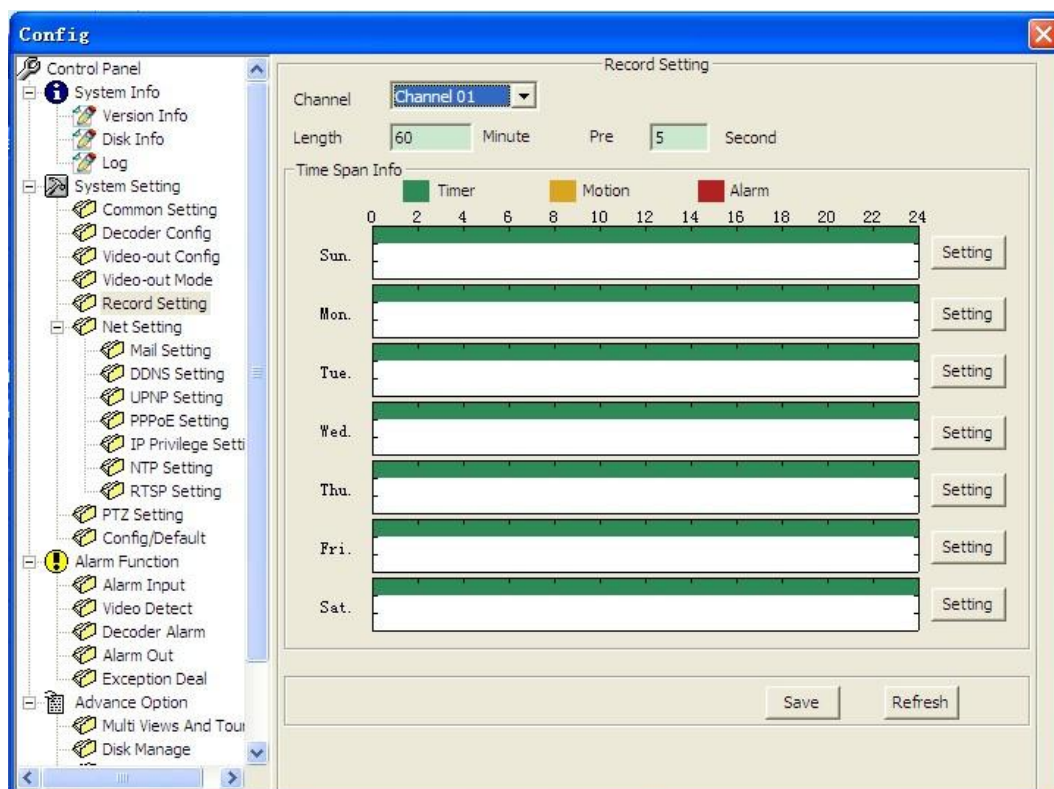 Config
Control Panel
System Info
Version Info
Disk Info
Log
System Setting
Common Setting
Decoder Config
Video-out Config
Video-out Mode
Record Setting
Net Setting
Mail Setting
DDNS Setting
UPNP Setting
PPPoE Setting
IP Privilege Setti
NTP Setting
RTSP Setting
PTZ Setting
Config/Default
Alarm Function
Alarm Input
Video Detect
Decoder Alarm
Alarm Out
Exception Deal
Advance Option
Multi Views And Tour
Disk Manage
Record Setting
Channel Channel 01
Length 60 Minute Pre 5 Second
Time Span Info
Timer Motion Alarm
0 2 4 6 8 10 12 14 16 18 20 22 24
Sun. Setting
Mon. Setting
Tue. Setting
Wed. Setting
Thu. Setting
Fri. Setting
Sat. Setting
Save Refresh